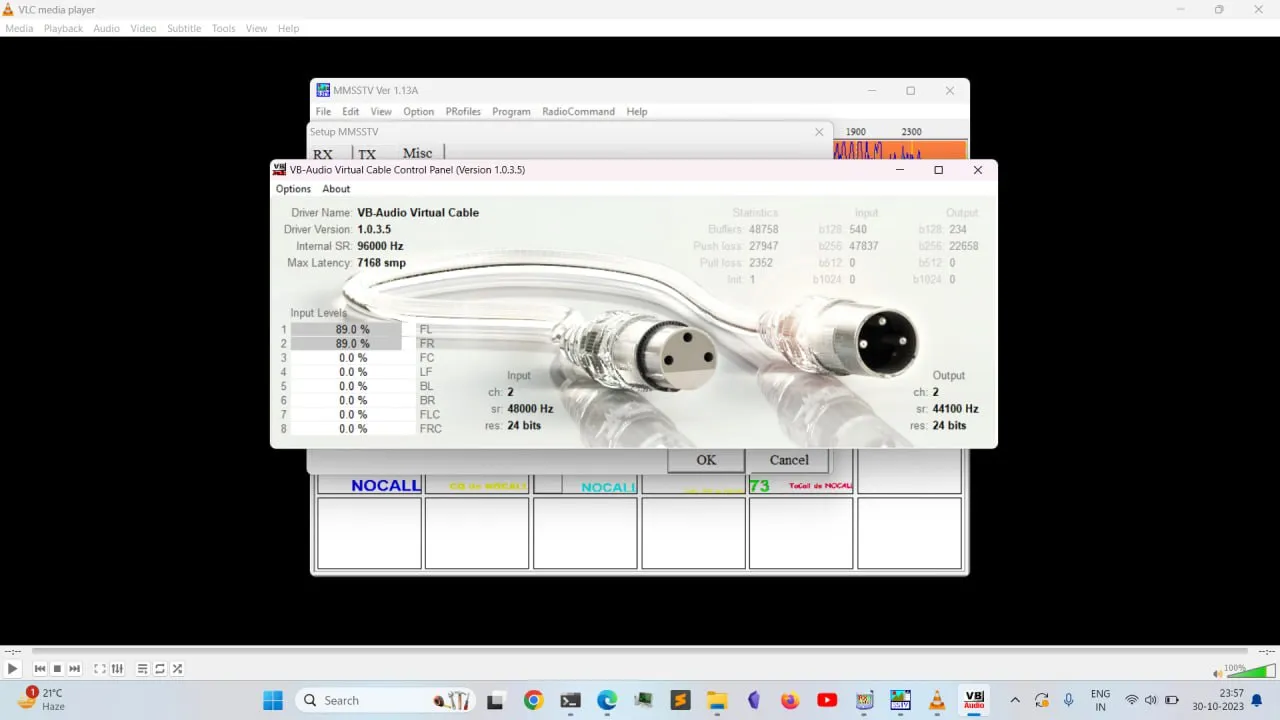 VLC media player
Media Playback Audio Video Subtitle Tools View Help
MMSSTV Ver 1.13A
File Edit View Option PRofiles Program RadioCommand Help
Setup MMSSTV
1900 2300
RX TX Misc
VB-Audio Virtual Cable Control Panel (Version 1.0.3.5)
Options About
Driver Name: VB-Audio Virtual Cable
Driver Version: 1.0.3.5
Internal SR: 96000 Hz
Max Latency: 7168 smp
Statistics Input Output
Buffers: 48758 b128: 540 b128: 234
Push loss: 27947 b256: 47837 b256: 22658
Pull loss: 2352 b512: 0 b512: 0
Init: 1 b1024: 0 b1024: 0
Input Levels
1 89.0 % FL
2 89.0 % FR
3 0.0 % FC
4 0.0 % LF
5 0.0 % BL
6 0.0 % BR
7 0.0 % FLC
8 0.0 % FRC
Input
ch: 2
sr: 48000 Hz
res: 24 bits
Output
ch: 2
sr: 44100 Hz
res: 24 bits
OK Cancel
NOCALL NOCALL 73 ToCall de NOCALL
--:-- --:--
100%
1
21°C
Haze
Search
VB
Audio
ENG
IN
23:57
30-10-2023